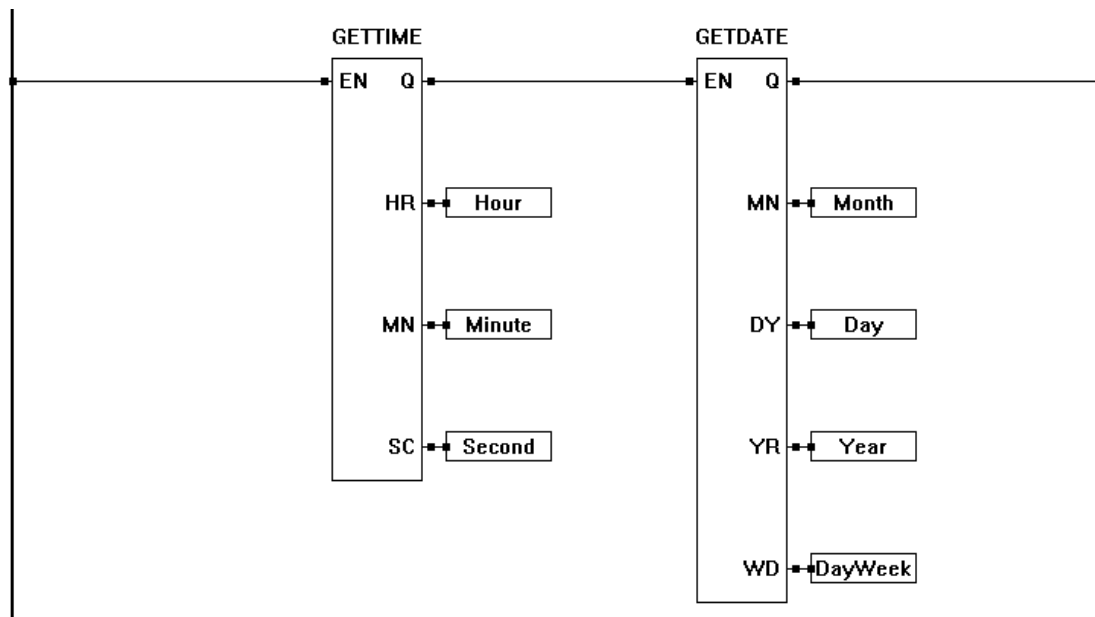 GETTIME GETDATE
EN Q EN Q
HR Hour MN Month
MN Minute DY Day
SC Second YR Year
WD DayWeek